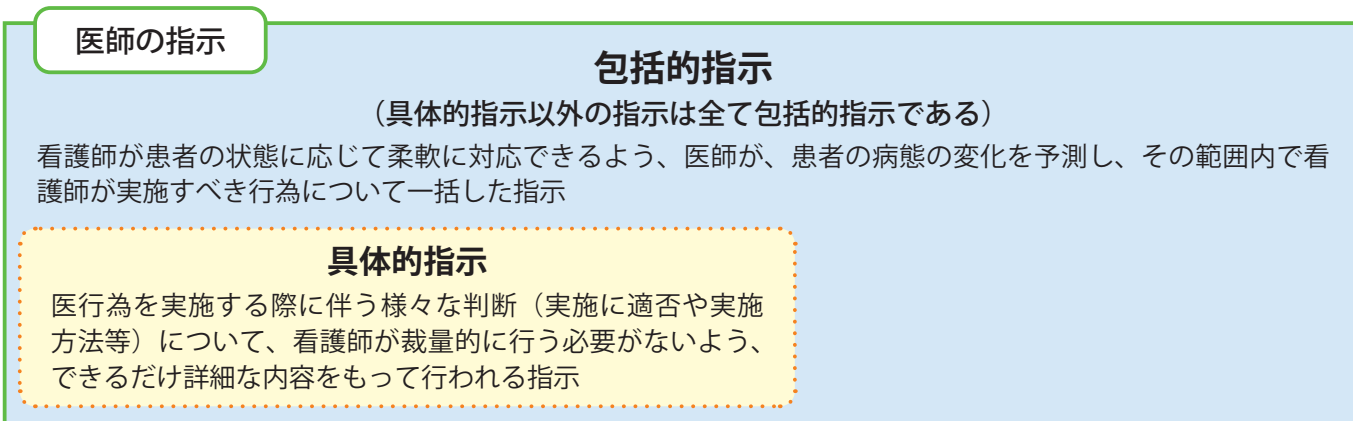 医師の指示
包括的指示
（具体的指示以外の指示は全て包括的指示である）
看護師が患者の状態に応じて柔軟に対応できるよう、医師が、患者の病態の変化を予測し、その範囲内で看
護師が実施すべき行為について一括した指示
具体的指示
医行為を実施する際に伴う様々な判断（実施に適否や実施
方法等）について、看護師が裁量的に行う必要がないよう、
できるだけ詳細な内容をもって行われる指示